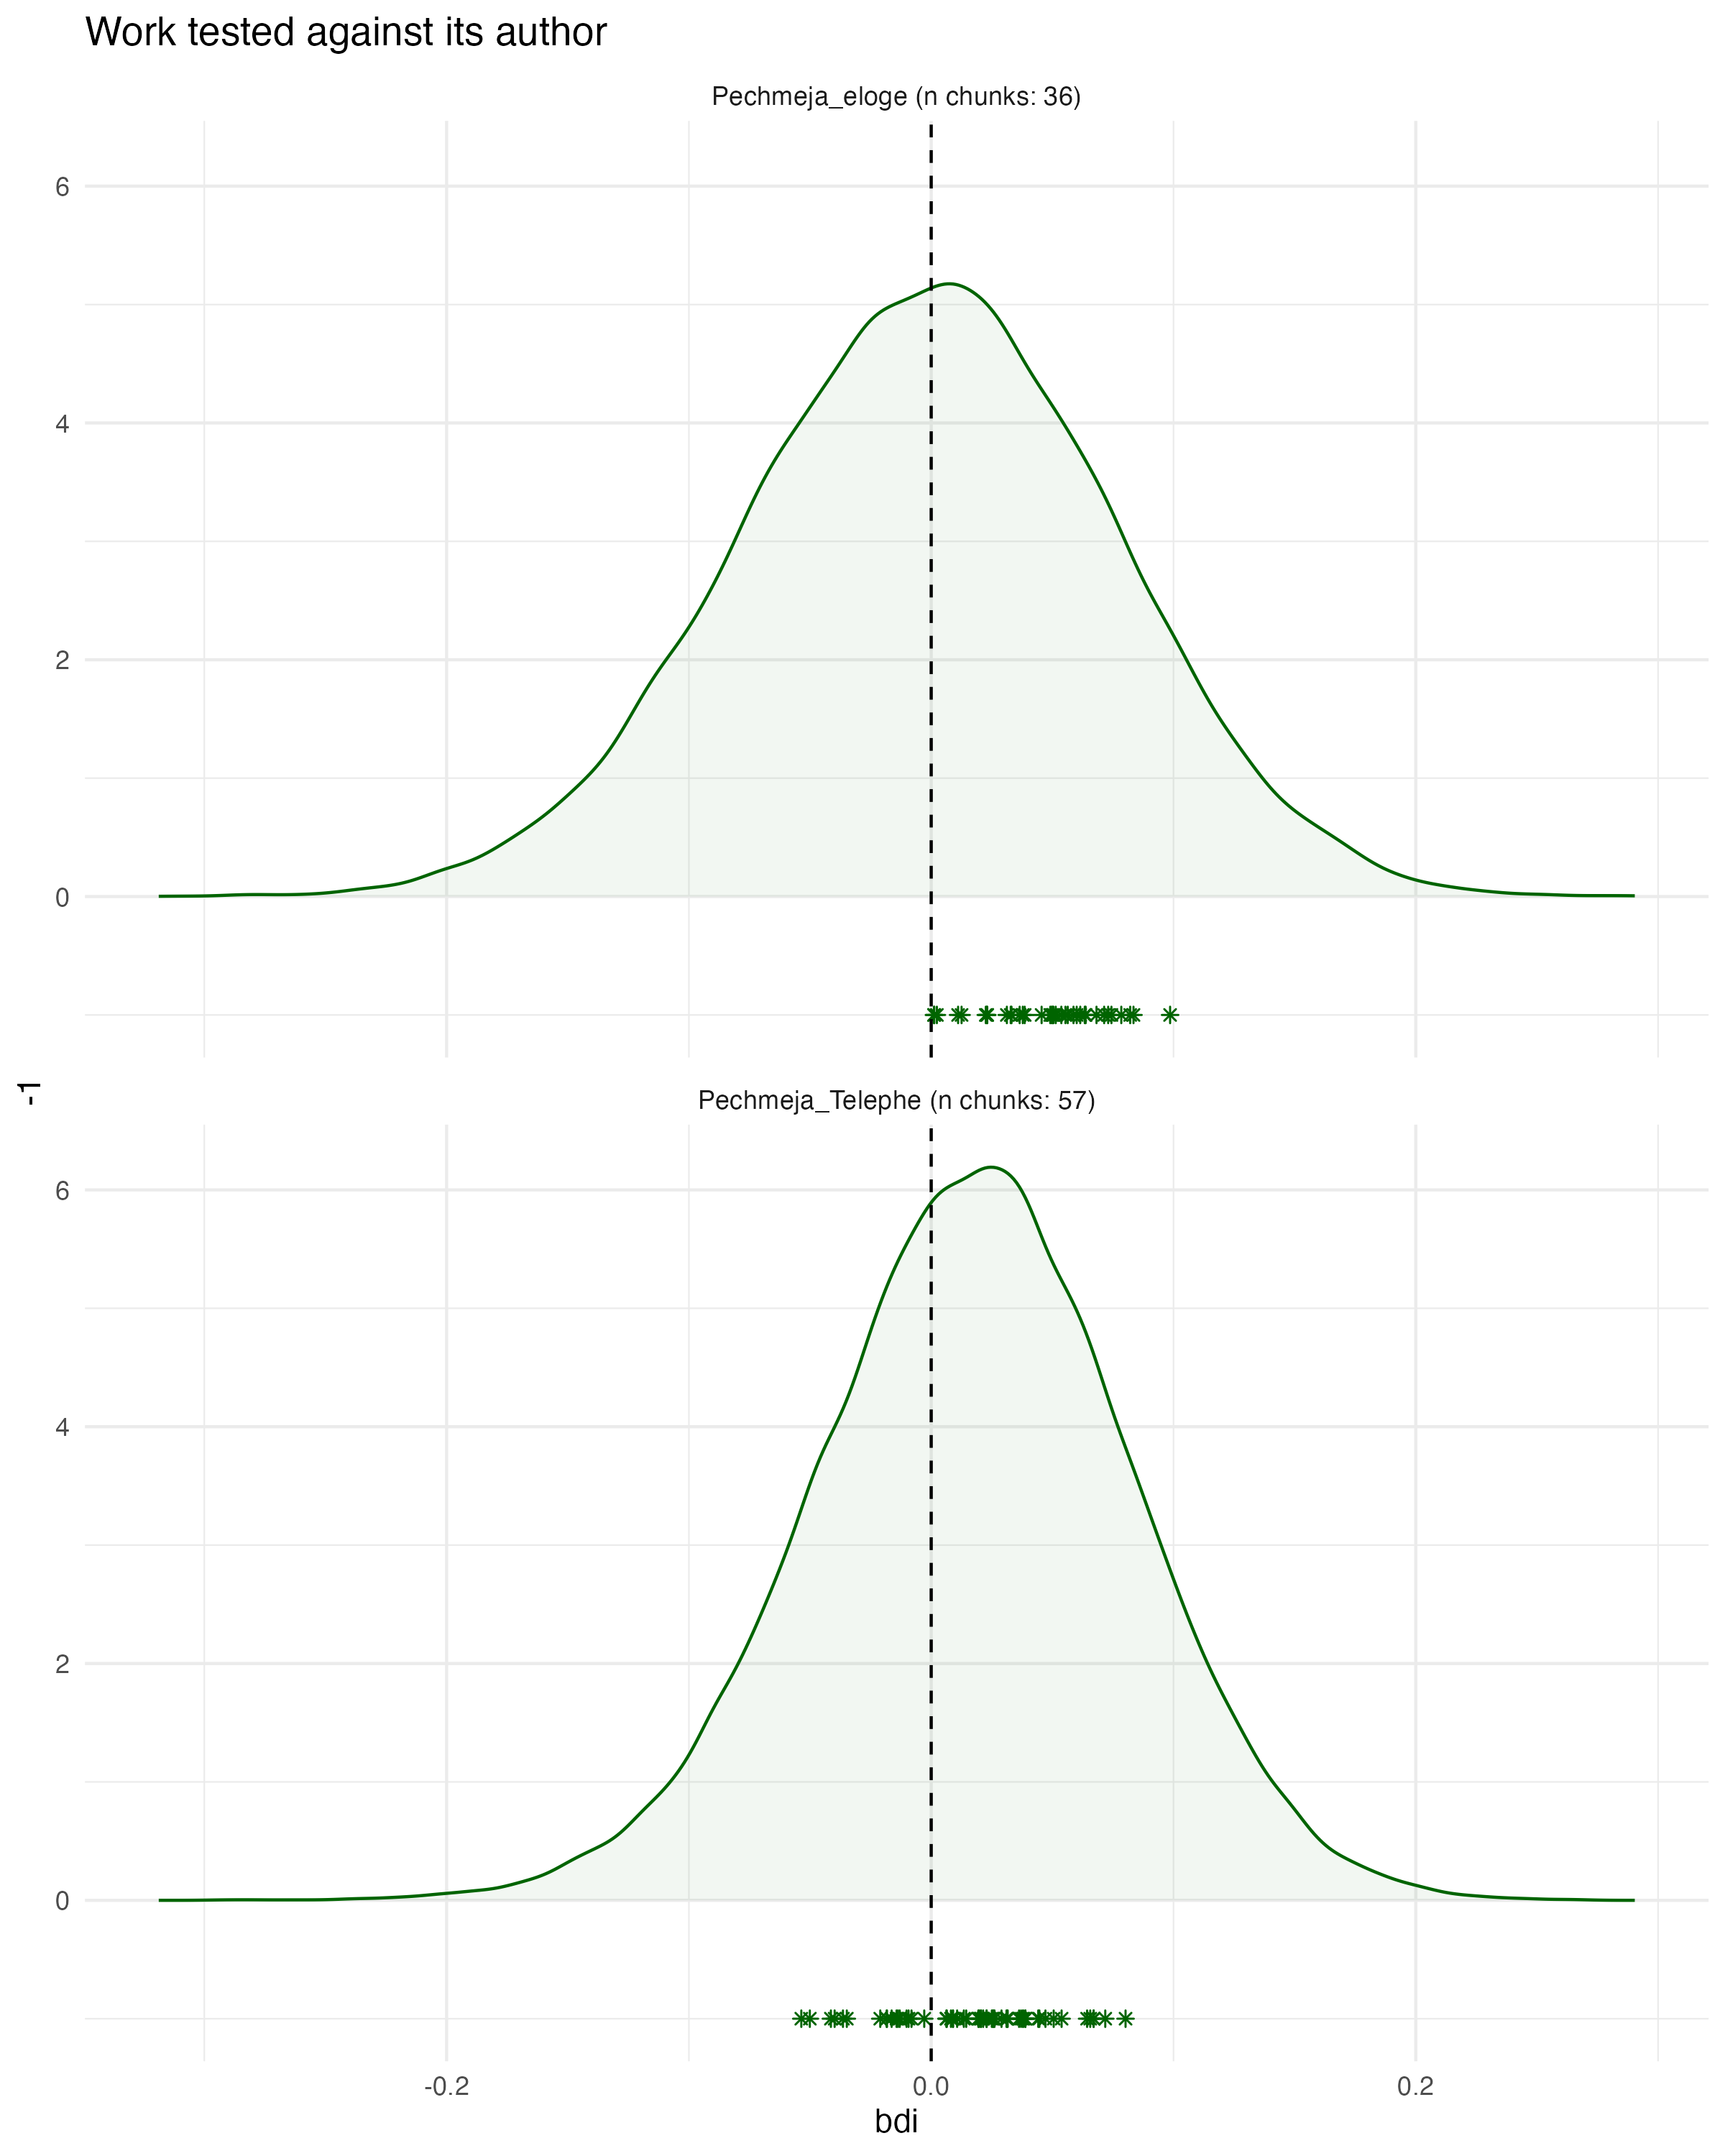 Work tested against its author
Pechmeja_eloge (n chunks: 36)
6
4
2
0
-1
Pechmeja_Telephe (n chunks: 57)
6
4
2
0
-0.2 0.0 0.2
bdi